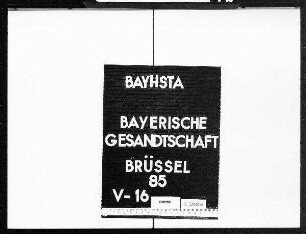 BAYHSTA
BAYERISCHE
GESANDTSCHAFT
BRÜSSEL
85
V-16